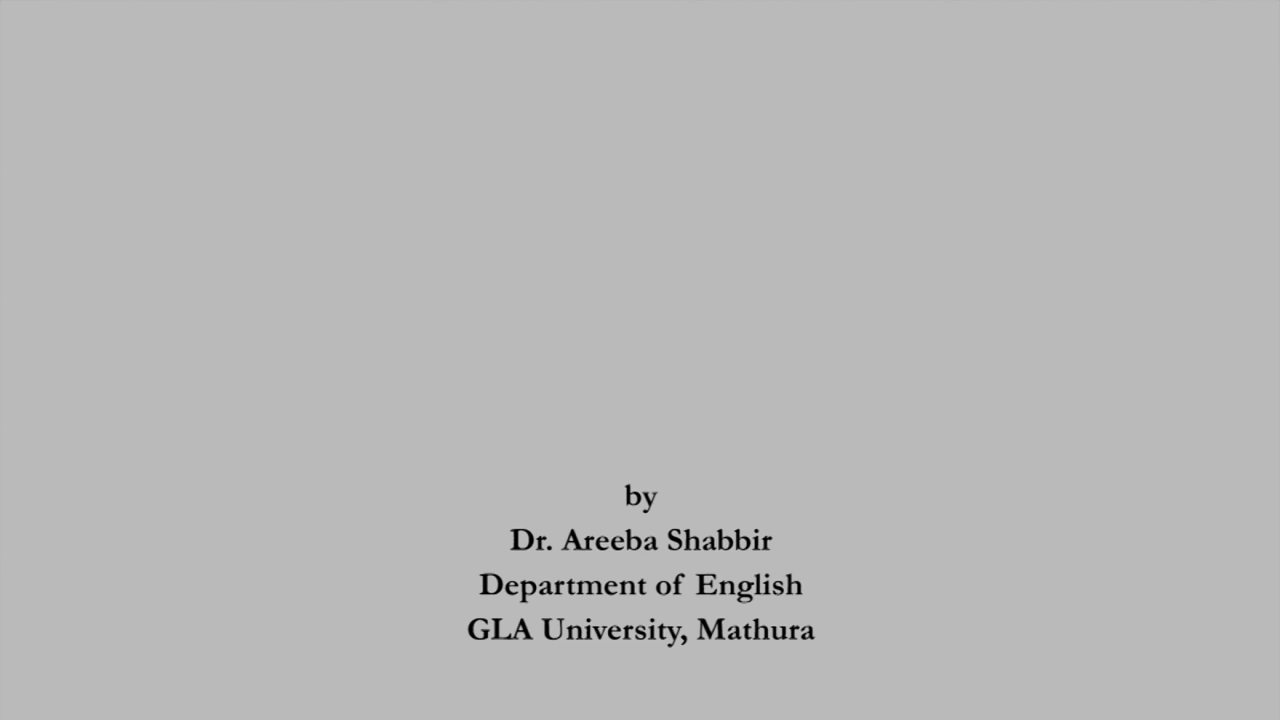 by
Dr. Areeba Shabbir
Department of English
GLA University, Mathura